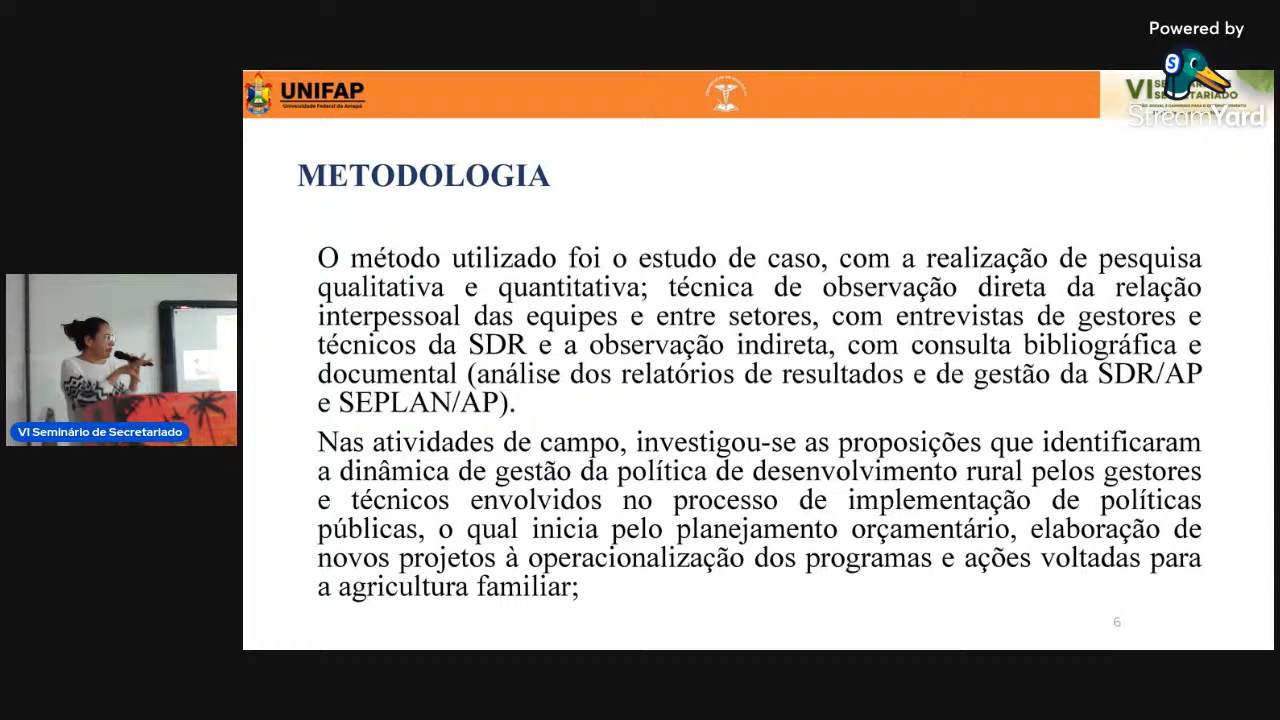 Powered by
StreamYard
UNIFAP
Universidade Federal do Amapá
VI
METODOLOGIA
O método utilizado foi o estudo de caso, com a realização de pesquisa
qualitativa e quantitativa; técnica de observação direta da relação
interpessoal das equipes e entre setores, com entrevistas de gestores e
técnicos da SDR e a observação indireta, com consulta bibliográfica e
documental (análise dos relatórios de resultados e de gestão da SDR/AP
e SEPLAN/AP).
Nas atividades de campo, investigou-se as proposições que identificaram
a dinâmica de gestão da política de desenvolvimento rural pelos gestores
e técnicos envolvidos no processo de implementação de políticas
públicas, o qual inicia pelo planejamento orçamentário, elaboração de
novos projetos à operacionalização dos programas e ações voltadas para
a agricultura familiar;
6
VI Seminário de Secretariado